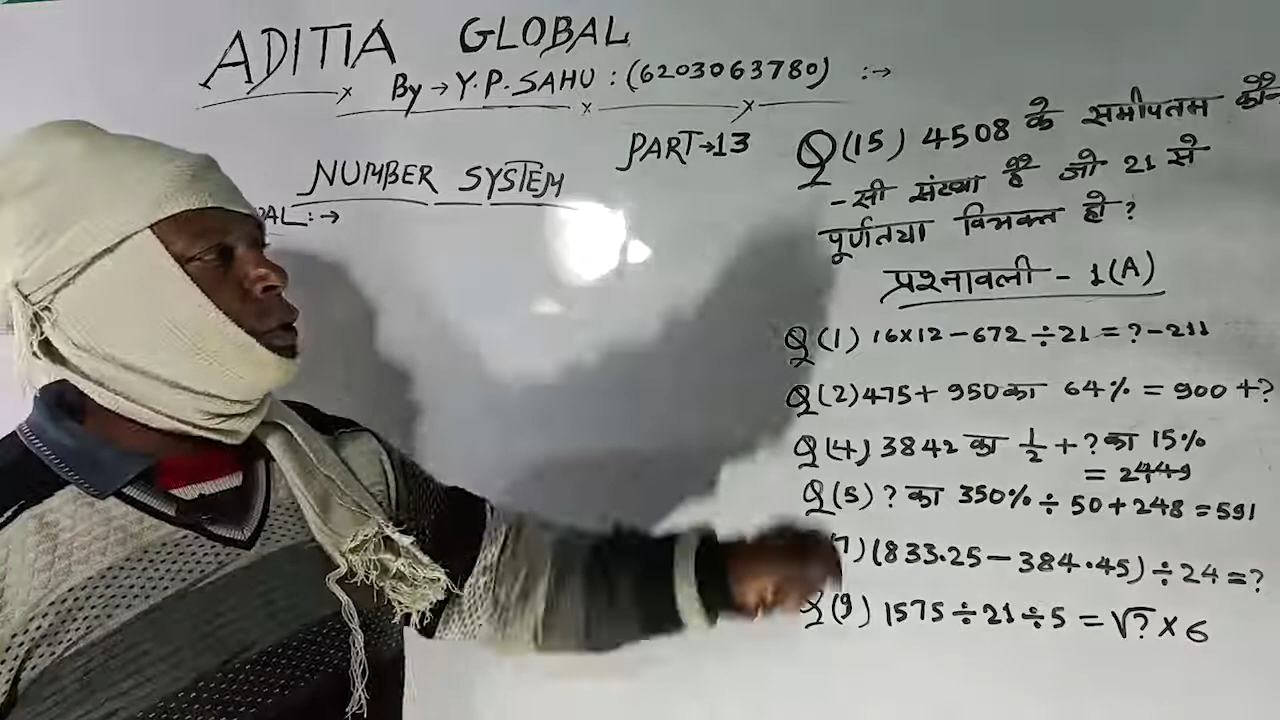 ADITIA GLOBAL
By → Y.P. SAHU : (6203063780) :→
PART→13
NUMBER SYSTEM
Q(15) 4508 के समीपतम कौन
-सी संख्या है जो 21 से
पूर्णतया विभक्त हो ?
प्रश्नावली - 1(A)
Q(1) 16×12-672÷21=?-211
Q(2) 475+950का 64% = 900+?
Q(4) 3842 का 1/2 + ? का 15%
= 2449
Q(5) ? का 350% ÷ 50+248=591
7) (833.25-384.45)÷24=?
Q(9) 1575÷21÷5=√?×6